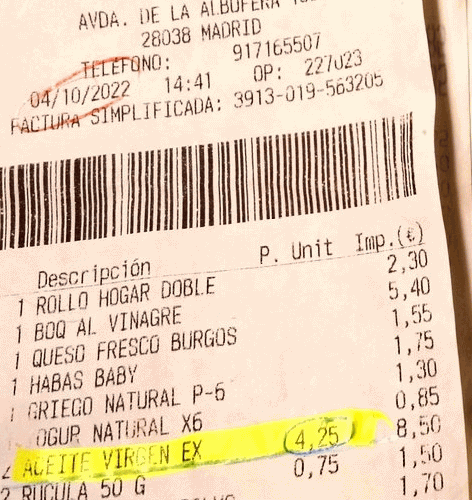 AVDA. DE LA ALBUFERA
28038 MADRID
TELEFONO: 917165507
04/10/2022 14:41 OP: 227023
FACTURA SIMPLIFICADA: 3913-019-563205
Descripción P. Unit Imp.(€)
1 ROLLO HOGAR DOBLE 2,30
1 BOQ AL VINAGRE 5,40
1 QUESO FRESCO BURGOS 1,55
1 HABAS BABY 1,75
1 GRIEGO NATURAL P-6 1,30
OGUR NATURAL X6 0,85
2 ACEITE VIRGEN EX 4,25 8,50
2 RUCULA 50 G 0,75 1,50
1,70